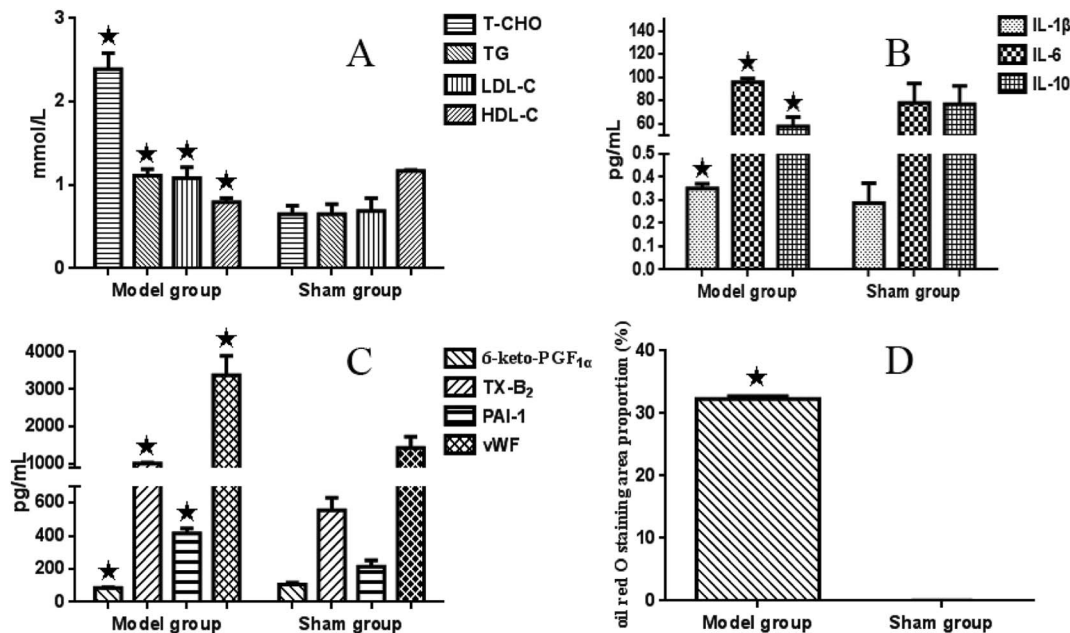 A
mmol/L
3
2
1
0
Model group
Sham group
T-CHO
TG
LDL-C
HDL-C
B
pg/mL
120
100
80
60
40
0.5
0.4
0.3
0.2
0.1
0.0
Model group
Sham group
IL-1β
IL-6
IL-10
C
pg/mL
4000
3000
2000
1000
600
400
200
0
Model group
Sham group
6-keto-PGF1α
TX-B2
PAI-1
vWF
D
oil red O staining area proportion (%)
40
30
20
10
0
Model group
Sham group